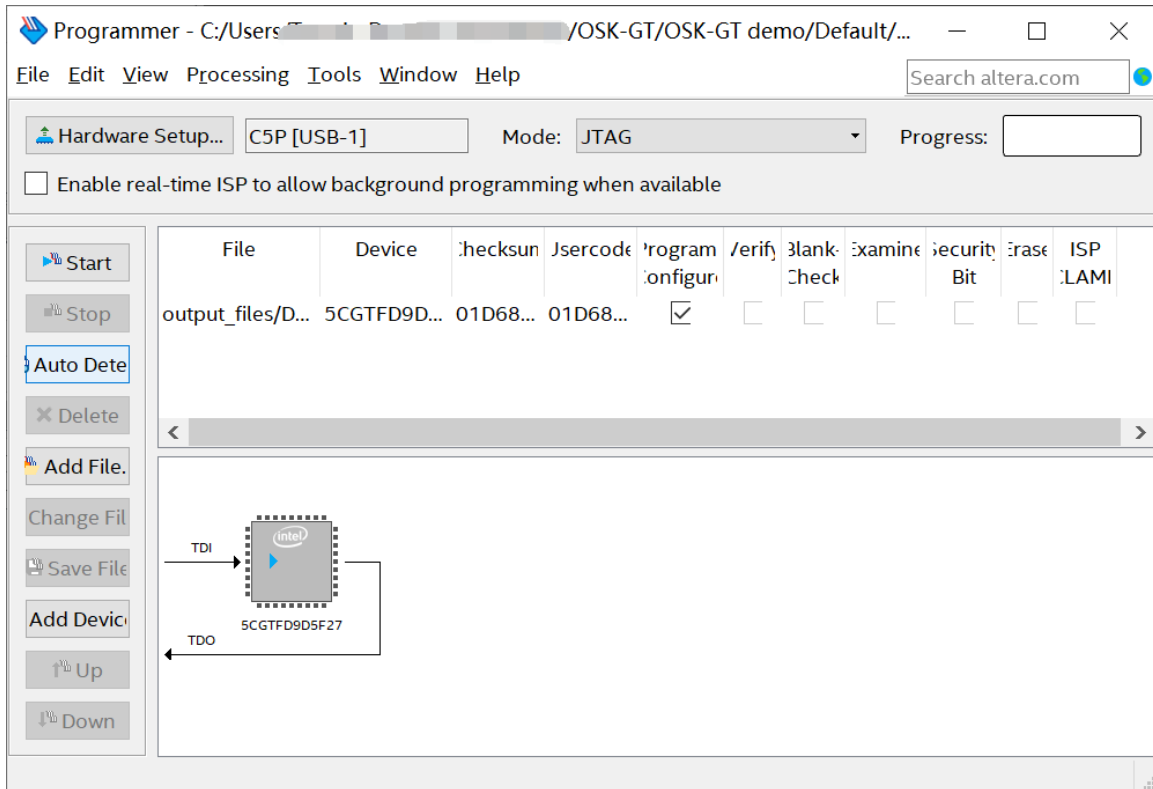 Programmer - C:/Users/OSK-GT/OSK-GT demo/Default/...
File Edit View Processing Tools Window Help
Search altera.com
Hardware Setup... C5P [USB-1] Mode: JTAG Progress:
Enable real-time ISP to allow background programming when available
Start
Stop
Auto Dete
Delete
Add File.
Change Fil
Save File
Add Devic
Up
Down
File Device Checksum Usercode Program Verify Blank- Examine Security Erase ISP
Configure Check Bit CLAMP
output_files/D... 5CGTFD9D... 01D68... 01D68...
intel
TDI
5CGTFD9D5F27
TDO